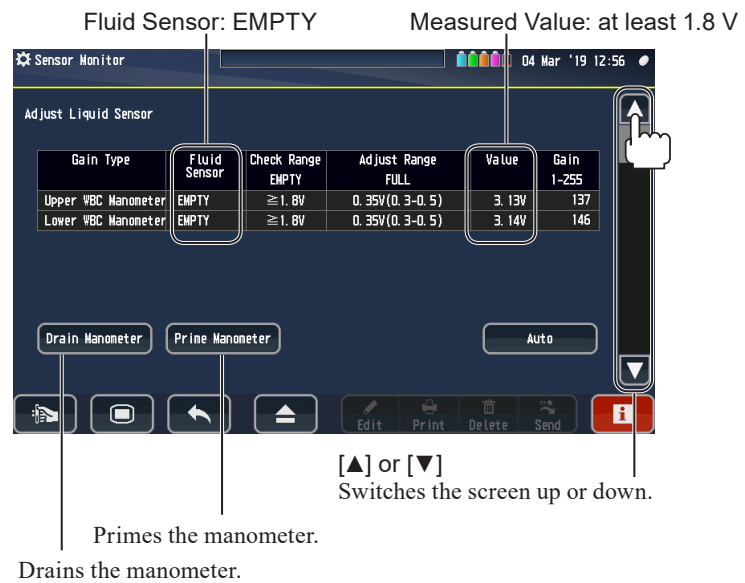 Fluid Sensor: EMPTY
Measured Value: at least 1.8 V
Sensor Monitor
04 Mar '19 12:56
Adjust Liquid Sensor
Gain Type Fluid Sensor Check Range EMPTY Adjust Range FULL Value Gain 1-255
Upper WBC Manometer EMPTY ≧1.8V 0.35V(0.3-0.5) 3.13V 137
Lower WBC Manometer EMPTY ≧1.8V 0.35V(0.3-0.5) 3.14V 146
Drain Manometer Prime Manometer Auto
▲
▼
Edit Print Delete Send i
[▲] or [▼]
Switches the screen up or down.
Primes the manometer.
Drains the manometer.